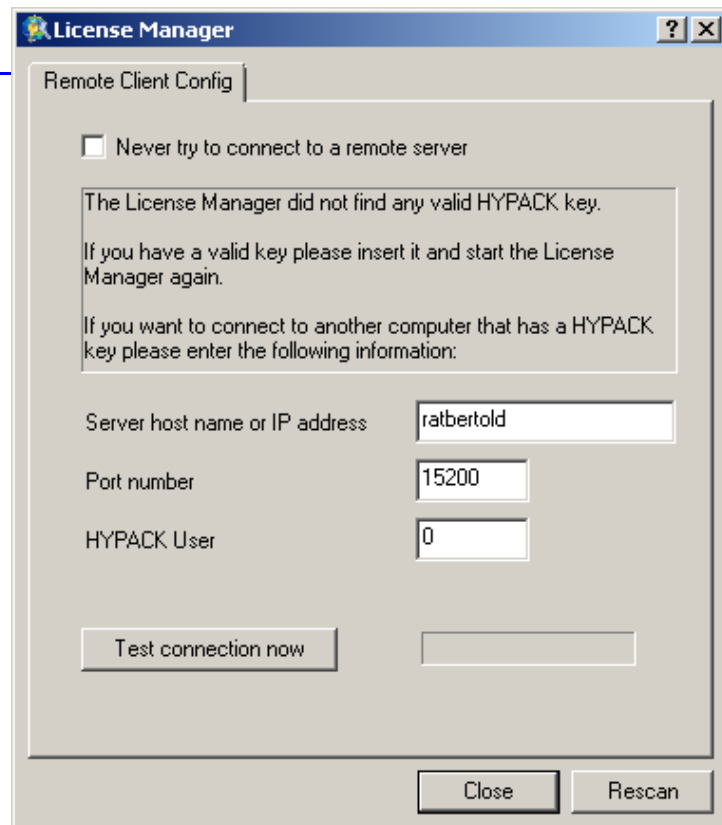 License Manager
Remote Client Config
Never try to connect to a remote server
The License Manager did not find any valid HYPACK key.
If you have a valid key please insert it and start the License
Manager again.
If you want to connect to another computer that has a HYPACK
key please enter the following information:
Server host name or IP address ratbertold
Port number 15200
HYPACK User 0
Test connection now
Close Rescan